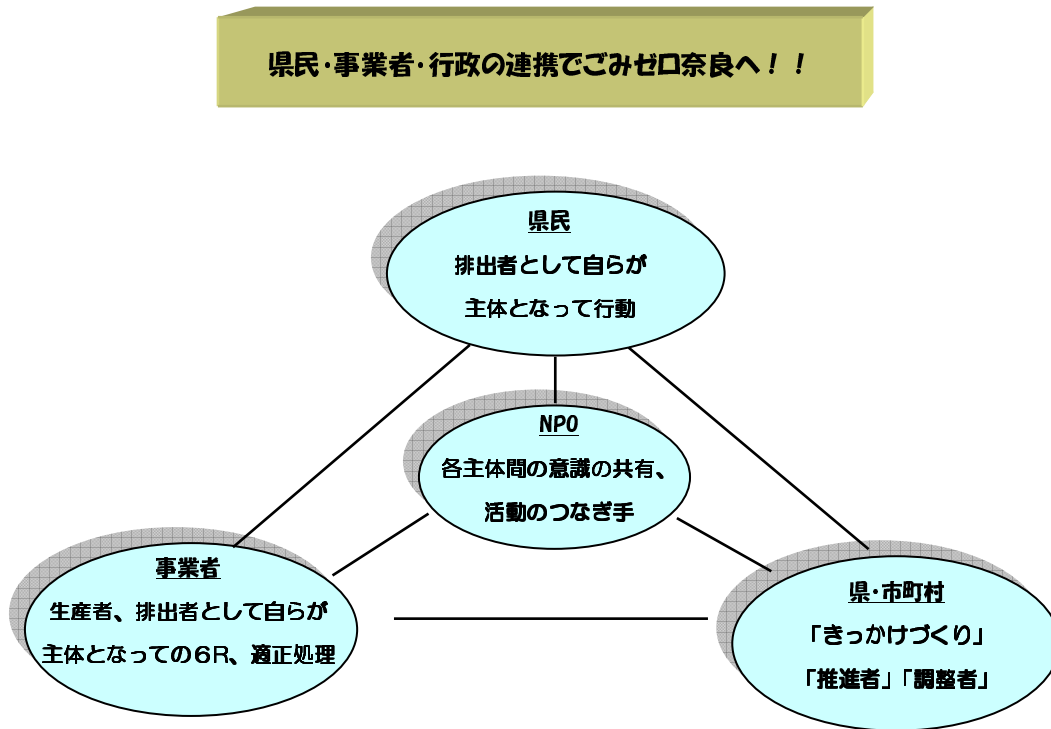 県民・事業者・行政の連携でごみゼロ奈良へ！！
県民
排出者として自らが
主体となって行動
NPO
各主体間の意識の共有、
活動のつなぎ手
事業者
生産者、排出者として自らが
主体となっての６Ｒ、適正処理
県・市町村
「きっかけづくり」
「推進者」「調整者」